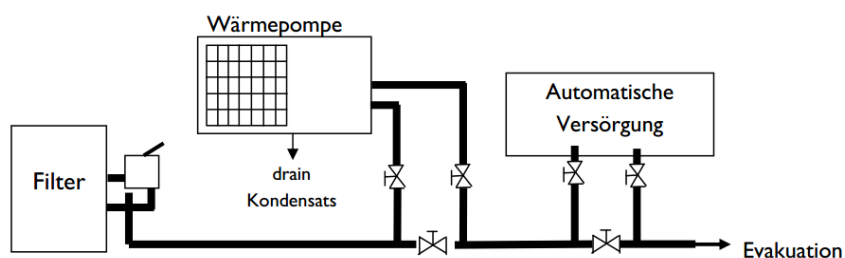 Wärmepompe
Automatische
Versörgung
Filter
drain
Kondensats
Evakuation